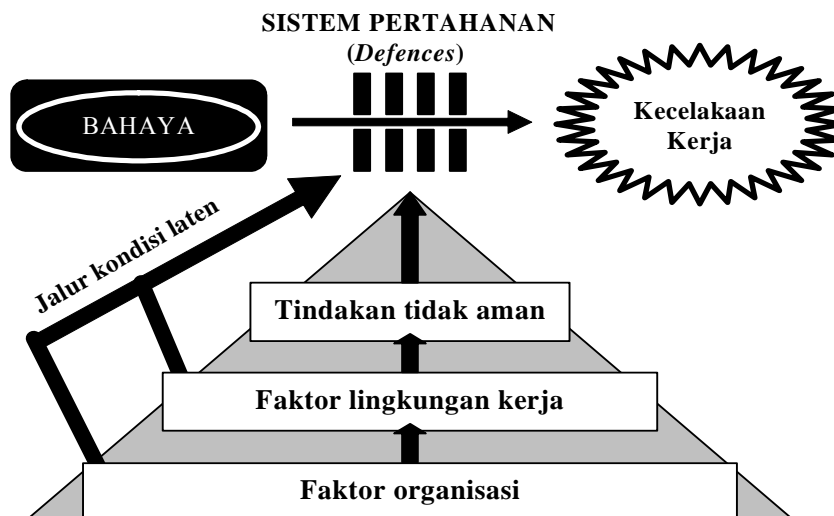 SISTEM PERTAHANAN
(Defences)
BAHAYA
Kecelakaan
Kerja
Jalur kondisi laten
Tindakan tidak aman
Faktor lingkungan kerja
Faktor organisasi